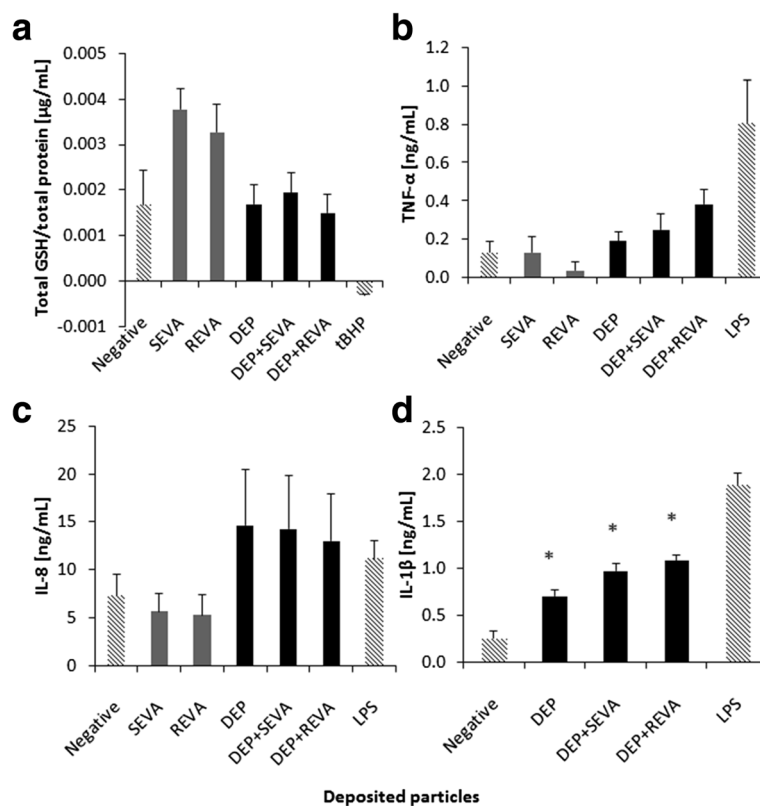 a
Total GSH/total protein [µg/mL]
0.005
0.004
0.003
0.002
0.001
0.000
-0.001
Negative
SEVA
REVA
DEP
DEP+SEVA
DEP+REVA
tBHP
b
TNF-α [ng/mL]
1.2
1.0
0.8
0.6
0.4
0.2
0.0
Negative
SEVA
REVA
DEP
DEP+SEVA
DEP+REVA
LPS
c
IL-8 [ng/mL]
25
20
15
10
5
0
Negative
SEVA
REVA
DEP
DEP+SEVA
DEP+REVA
LPS
d
IL-1β [ng/mL]
2.5
2.0
1.5
1.0
0.5
0.0
* * *
Negative
DEP
DEP+SEVA
DEP+REVA
LPS
Deposited particles